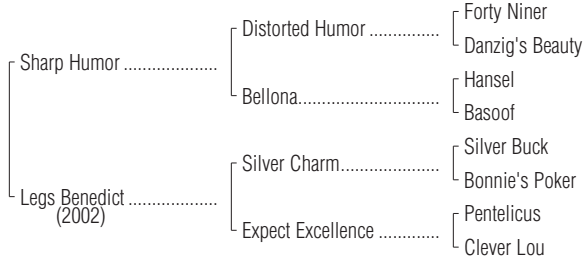 Forty Niner
Distorted Humor ................
Danzig's Beauty
Sharp Humor ....................
Hansel
Bellona..............................
Basoof
Silver Buck
Silver Charm.....................
Bonnie's Poker
Legs Benedict ...................
(2002)
Pentelicus
Expect Excellence .............
Clever Lou